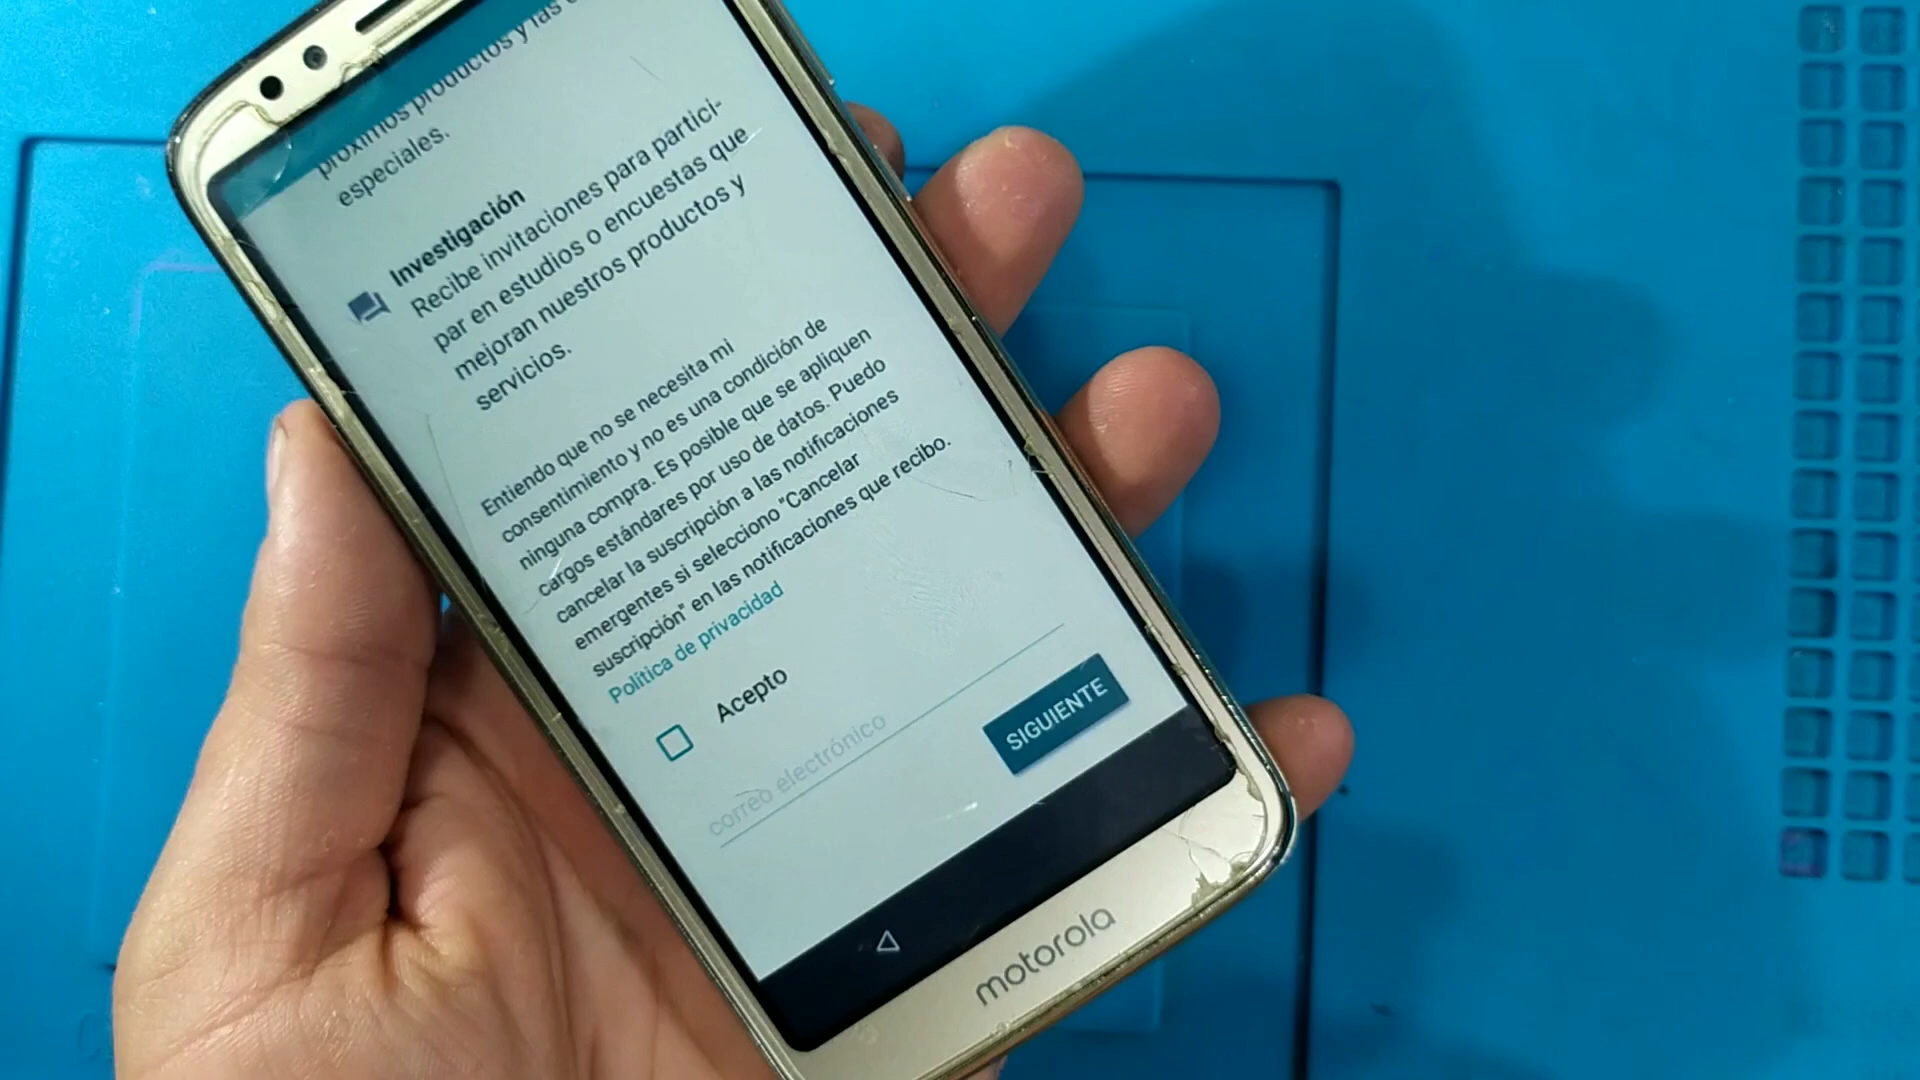 próximos productos y las
especiales.
Investigación
Recibe invitaciones para partici-
par en estudios o encuestas que
mejoran nuestros productos y
servicios.
Entiendo que no se necesita mi
consentimiento y no es una condición de
ninguna compra. Es posible que se apliquen
cargos estándares por uso de datos. Puedo
cancelar la suscripción a las notificaciones
emergentes si selecciono "Cancelar
suscripción" en las notificaciones que recibo.
Política de privacidad
Acepto
correo electrónico
SIGUIENTE
motorola